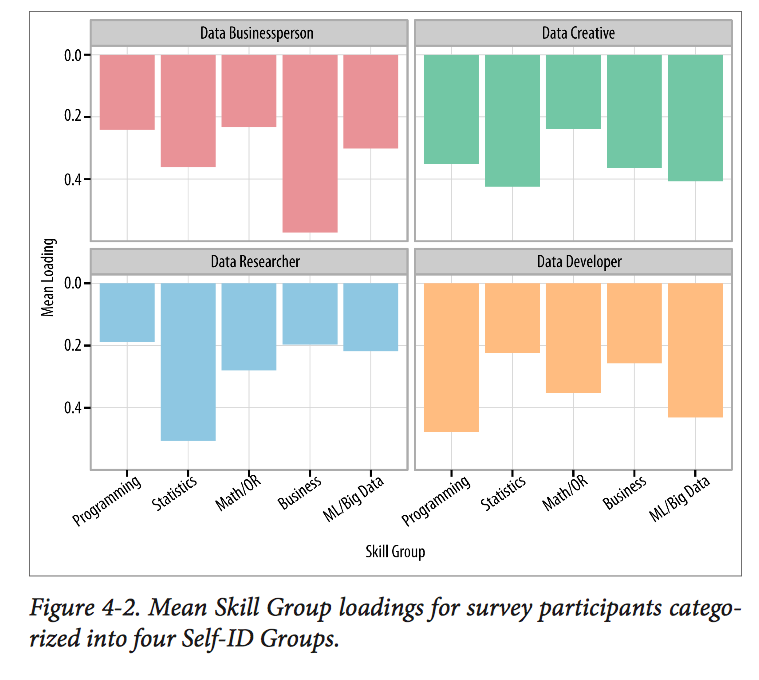 Data Businessperson
Data Creative
0.0
0.2
0.4
Mean Loading
Data Researcher
Data Developer
0.0
0.2
0.4
Programming
Statistics
Math/OR
Business
ML/Big Data
Programming
Statistics
Math/OR
Business
ML/Big Data
Skill Group
Figure 4-2. Mean Skill Group loadings for survey participants catego-
rized into four Self-ID Groups.